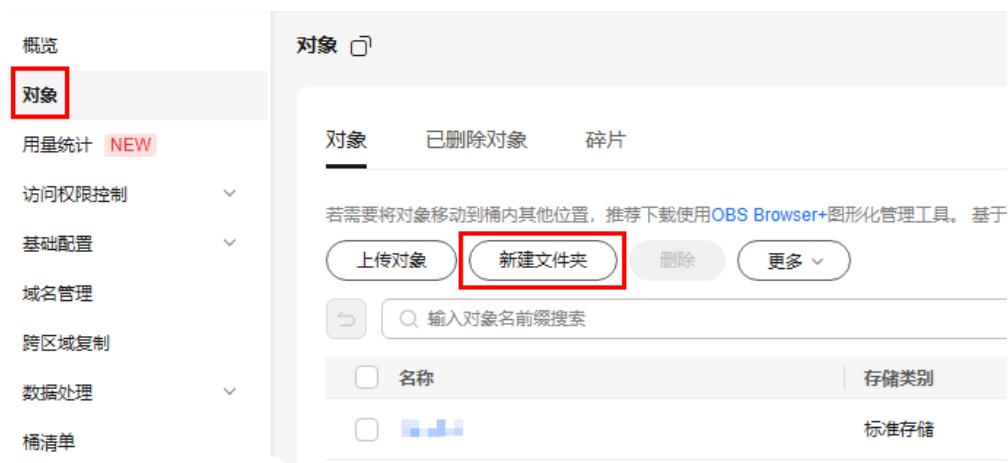 概览
对象
用量统计 NEW
访问权限控制
基础配置
域名管理
跨区域复制
数据处理
桶清单
对象
对象 已删除对象 碎片
若需要将对象移动到桶内其他位置，推荐下载使用OBS Browser+图形化管理工具。 基于
上传对象 新建文件夹 删除 更多
输入对象名前缀搜索
名称 存储类别
标准存储